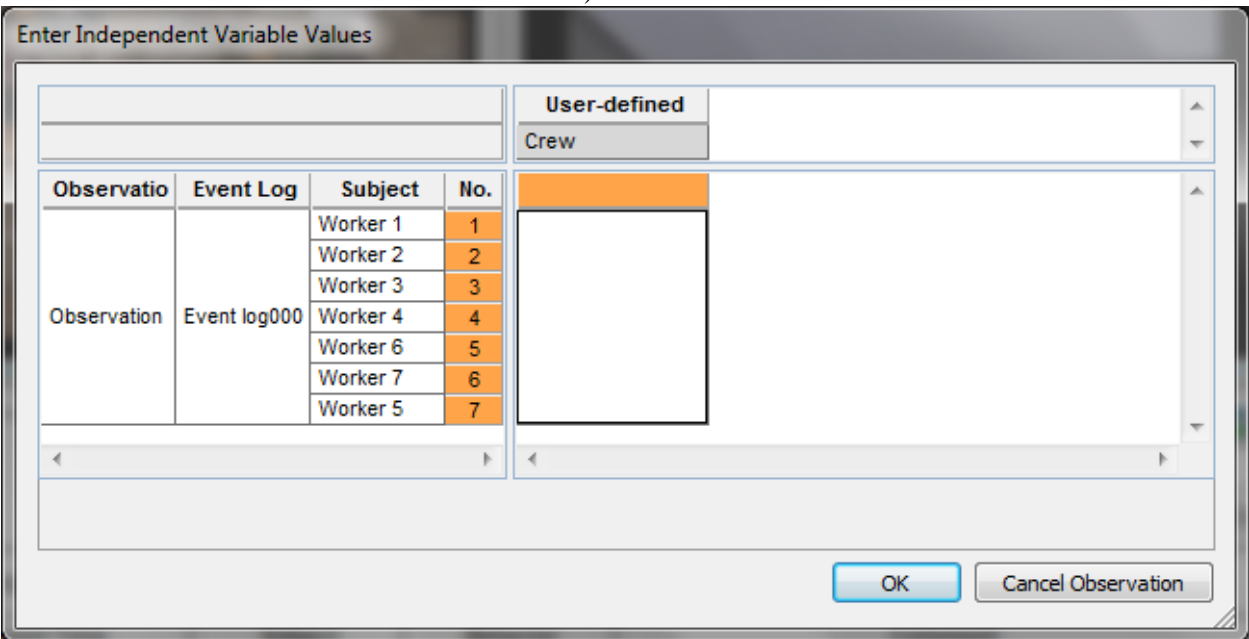 Enter Independent Variable Values
User-defined
Crew
Observatio Event Log Subject No.
Worker 1 1
Worker 2 2
Worker 3 3
Observation Event log000 Worker 4 4
Worker 6 5
Worker 7 6
Worker 5 7
OK Cancel Observation